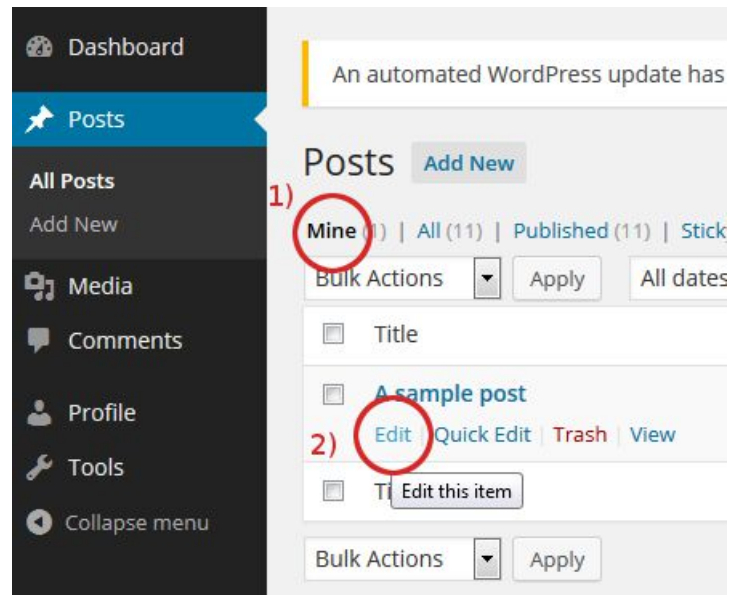 Dashboard
Posts
All Posts
Add New
Media
Comments
Profile
Tools
Collapse menu
An automated WordPress update has
Posts Add New
1)
Mine (1) | All (11) | Published (11) | Stick
Bulk Actions Apply All dates
Title
A sample post
2)
Edit | Quick Edit | Trash | View
Edit this item
Bulk Actions Apply